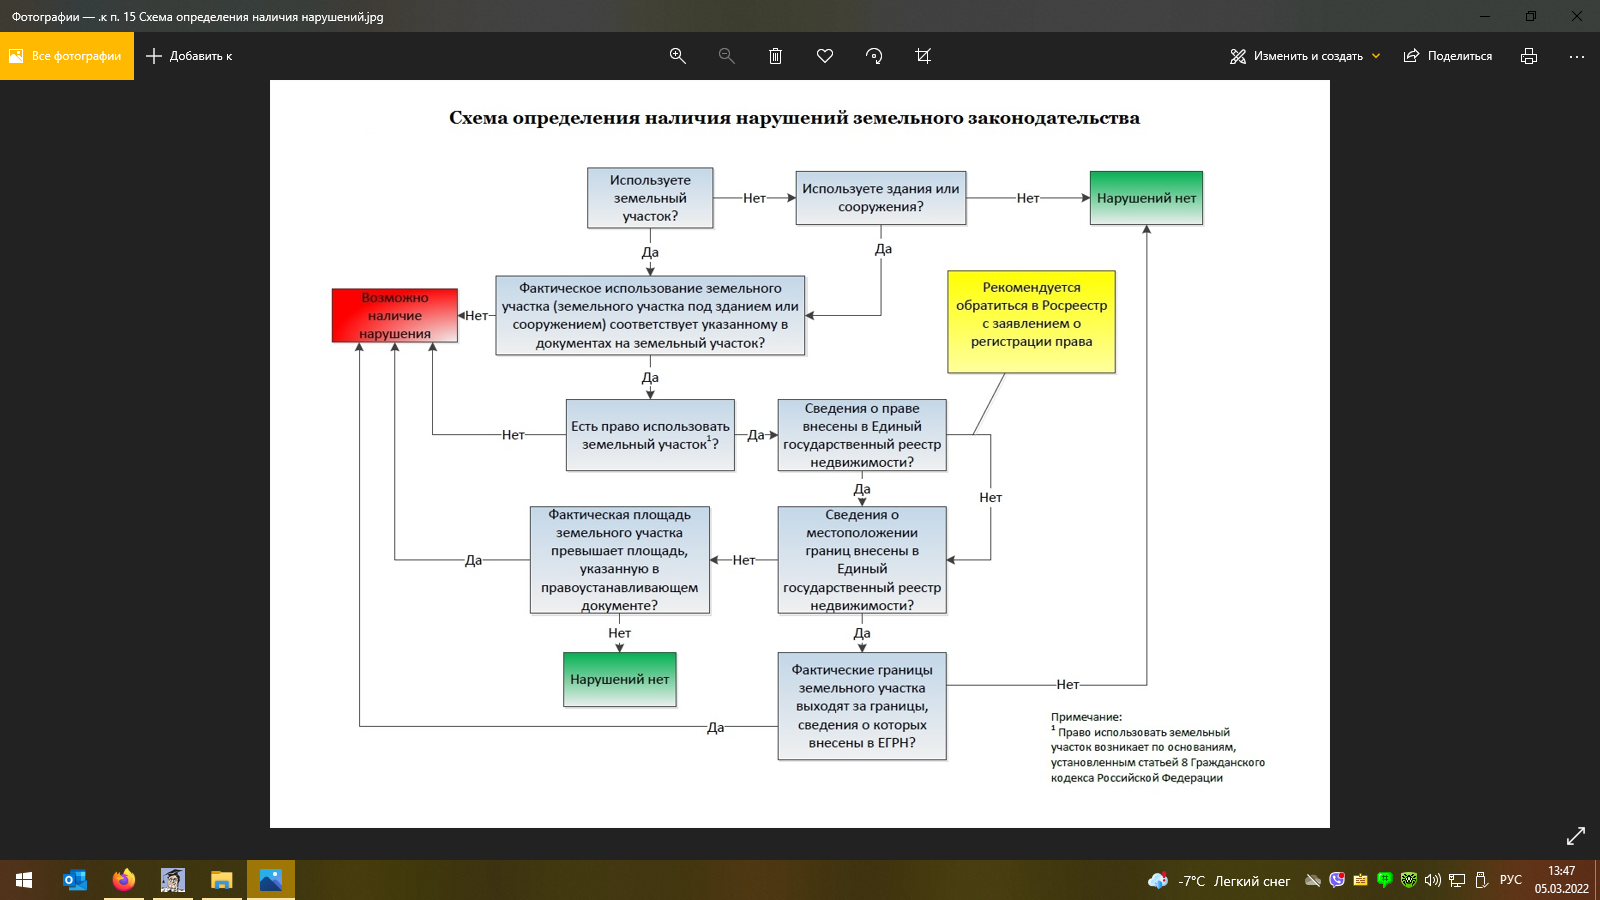 Фотографии — .к п. 15 Схема определения наличия нарушений.jpg
Все фотографии
Добавить к
Изменить и создать
Поделиться
Схема определения наличия нарушений земельного законодательства
Используете
земельный
участок?
Нет
Используете здания или
сооружения?
Нет
Нарушений нет
Да
Да
Возможно
наличие
нарушения
Нет
Фактическое использование земельного
участка (земельного участка под зданием или
сооружением) соответствует указанному в
документах на земельный участок?
Рекомендуется
обратиться в Росреестр
с заявлением о
регистрации права
Да
Нет
Есть право использовать
земельный участок¹?
Да
Сведения о праве
внесены в Единый
государственный реестр
недвижимости?
Да
Нет
Да
Фактическая площадь
земельного участка
превышает площадь,
указанную в
правоустанавливающем
документе?
Нет
Сведения о
местоположении
границ внесены в
Единый
государственный реестр
недвижимости?
Нет
Да
Нарушений нет
Да
Фактические границы
земельного участка
выходят за границы,
сведения о которых
внесены в ЕГРН?
Нет
Примечание:
¹ Право использовать земельный
участок возникает по основаниям,
установленным статьей 8 Гражданского
кодекса Российской Федерации
-7°C Легкий снег
РУС
13:47
05.03.2022